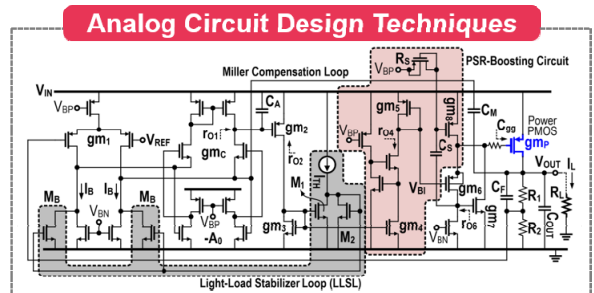 Analog Circuit Design Techniques
PSR-Boosting Circuit
Miller Compensation Loop
RS
VBP
VIN
VBP
gm1
VREF
rO1
gmC
CA
gm2
rO2
VBP
gm5
rO4
CS
gm8
CM
Cgg
Power
PMOS
gmP
VOUT
IL
MB
IB
IB
MB
VBN
VBP
-A0
M1
ITH
gm3
M2
gm4
VBI
gm6
gm7
VBN
rO6
CF
R1
R2
COUT
RL
Light-Load Stabilizer Loop (LLSL)